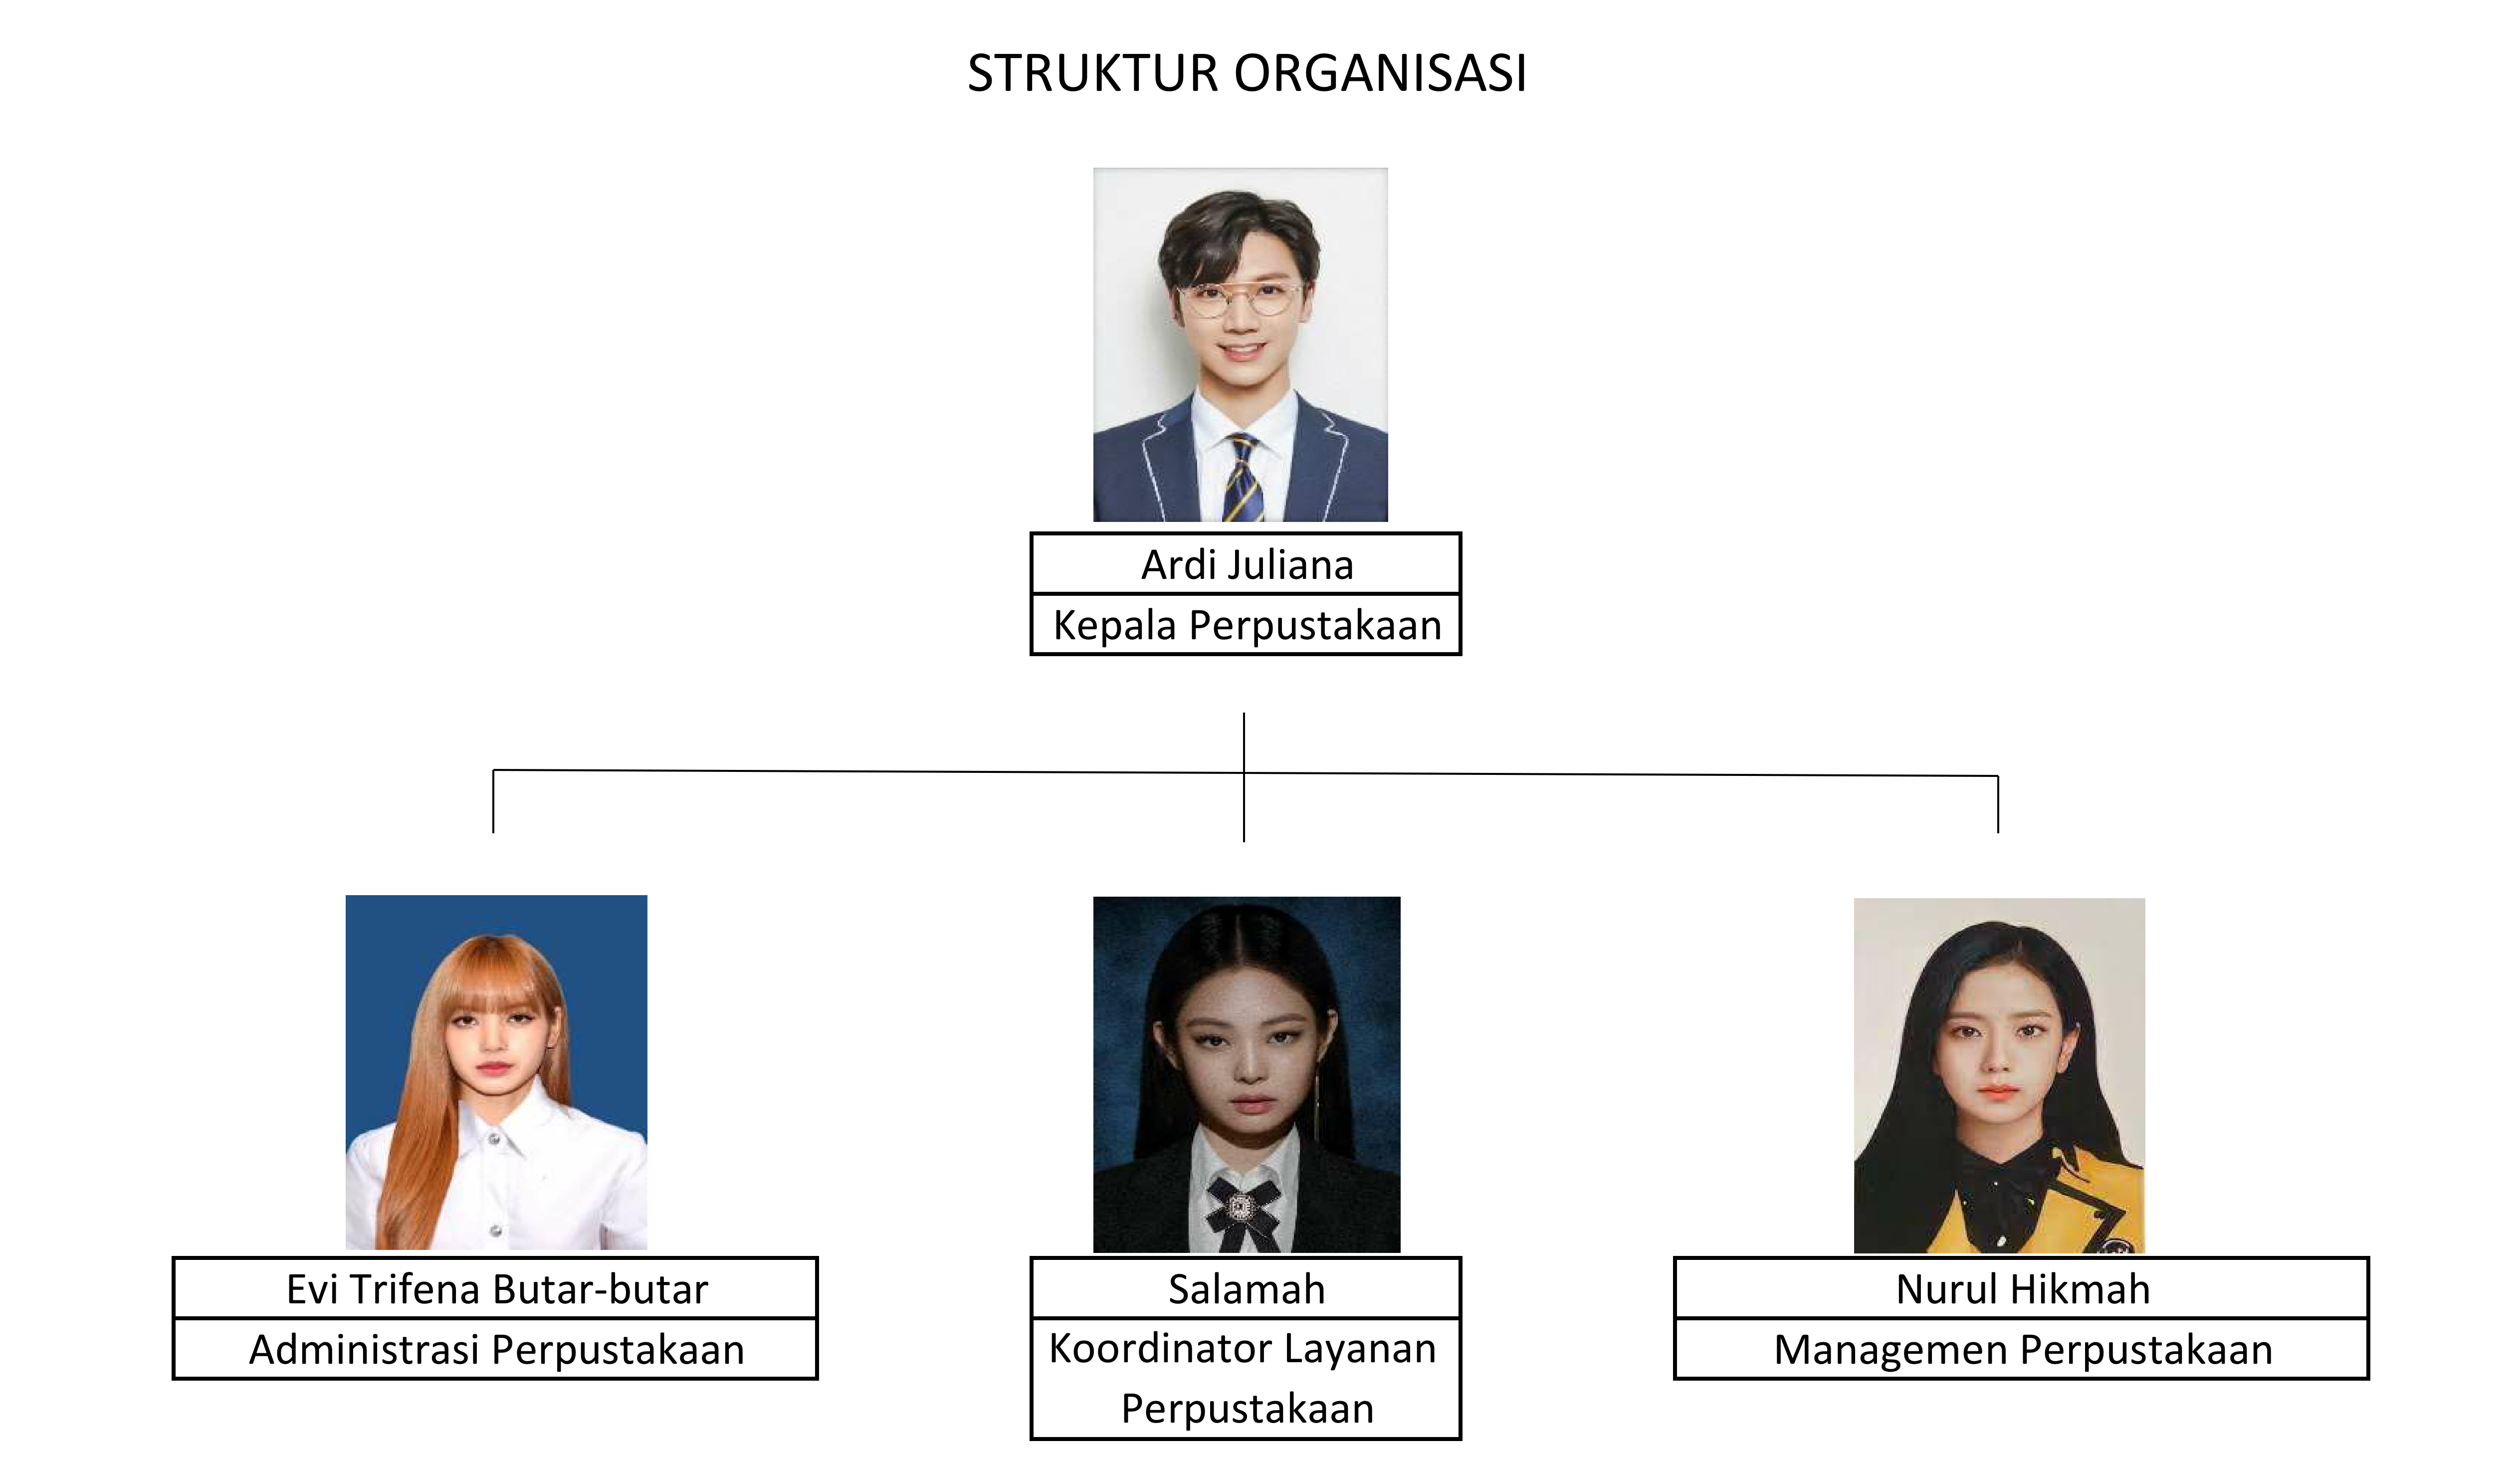 STRUKTUR ORGANISASI
Ardi Juliana
Kepala Perpustakaan
Evi Trifena Butar-butar
Administrasi Perpustakaan
Salamah
Koordinator Layanan
Perpustakaan
Nurul Hikmah
Managemen Perpustakaan